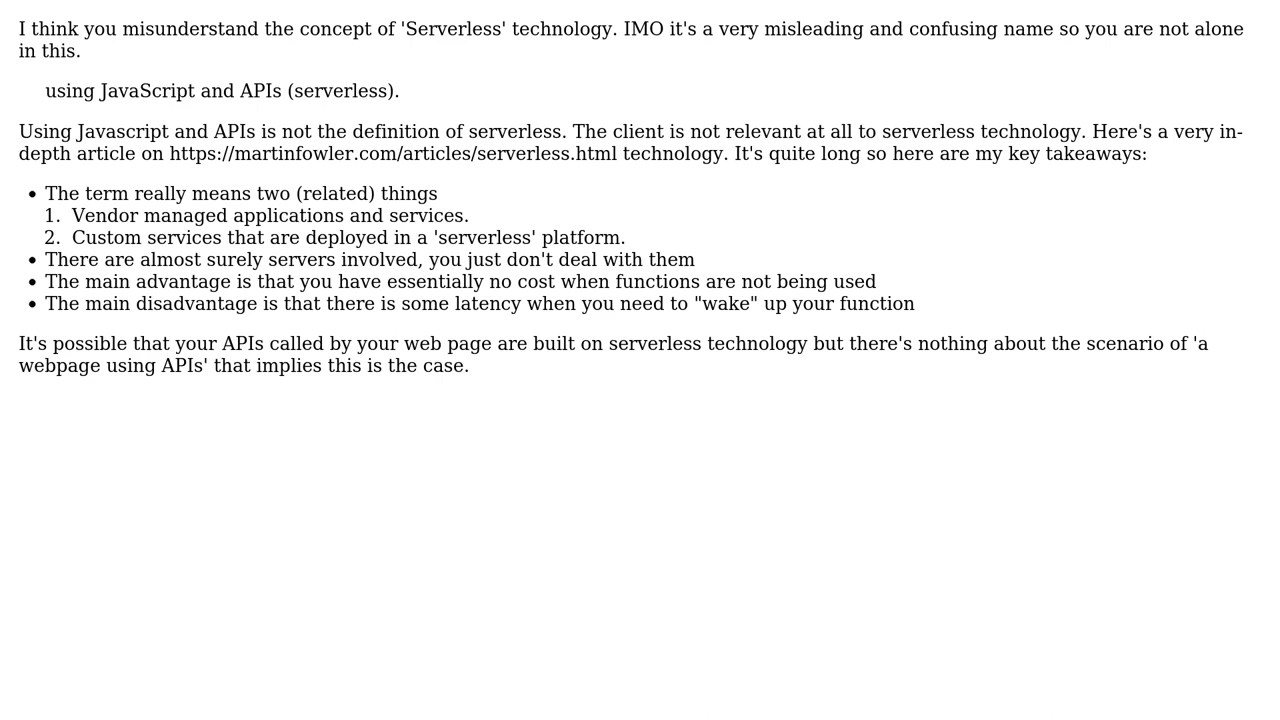 I think you misunderstand the concept of 'Serverless' technology. IMO it's a very misleading and confusing name so you are not alone
in this.
using JavaScript and APIs (serverless).
Using Javascript and APIs is not the definition of serverless. The client is not relevant at all to serverless technology. Here's a very in-
depth article on https://martinfowler.com/articles/serverless.html technology. It's quite long so here are my key takeaways:
• The term really means two (related) things
1. Vendor managed applications and services.
2. Custom services that are deployed in a 'serverless' platform.
• There are almost surely servers involved, you just don't deal with them
• The main advantage is that you have essentially no cost when functions are not being used
• The main disadvantage is that there is some latency when you need to "wake" up your function
It's possible that your APIs called by your web page are built on serverless technology but there's nothing about the scenario of 'a
webpage using APIs' that implies this is the case.